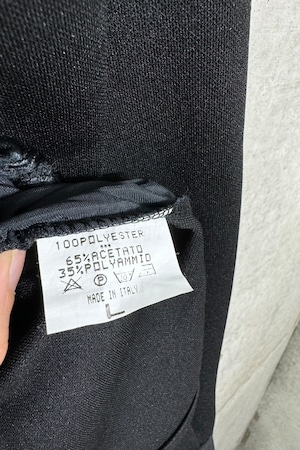 100POLYESTER
***
65%ACETATO
35%POLYAMMID
MADE IN ITALY
L